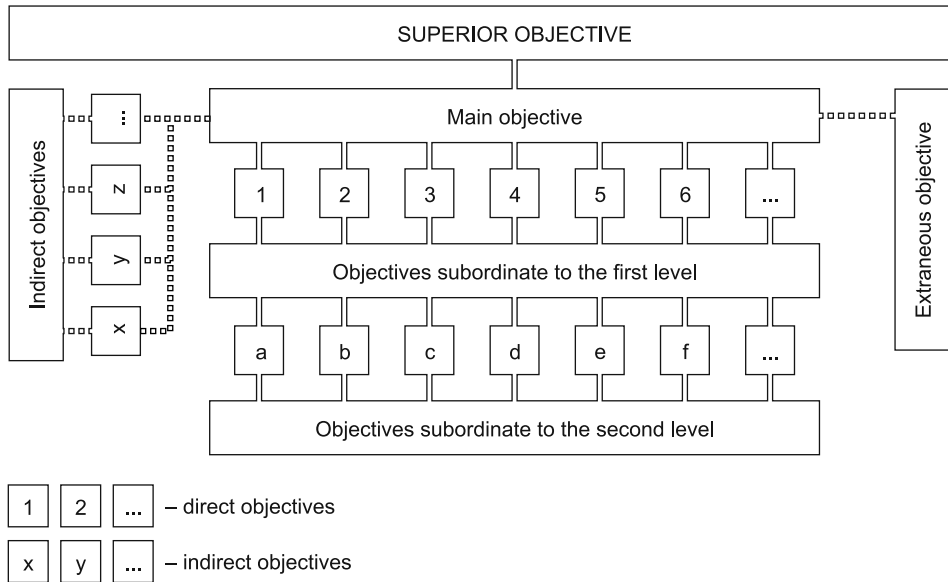 SUPERIOR OBJECTIVE
Indirect objectives
...
z
y
x
Main objective
1 2 3 4 5 6 ...
Objectives subordinate to the first level
a b c d e f ...
Objectives subordinate to the second level
Extraneous objective
1 2 ... – direct objectives
x y ... – indirect objectives